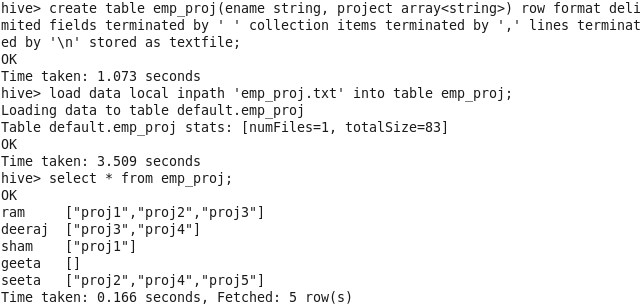 hive> create table emp_proj(ename string, project array<string>) row format deli
mited fields terminated by ' ' collection items terminated by ',' lines terminat
ed by '\n' stored as textfile;
OK
Time taken: 1.073 seconds
hive> load data local inpath 'emp_proj.txt' into table emp_proj;
Loading data to table default.emp_proj
Table default.emp_proj stats: [numFiles=1, totalSize=83]
OK
Time taken: 3.509 seconds
hive> select * from emp_proj;
OK
ram     ["proj1","proj2","proj3"]
deeraj  ["proj3","proj4"]
sham    ["proj1"]
geeta   []
seeta   ["proj2","proj4","proj5"]
Time taken: 0.166 seconds, Fetched: 5 row(s)